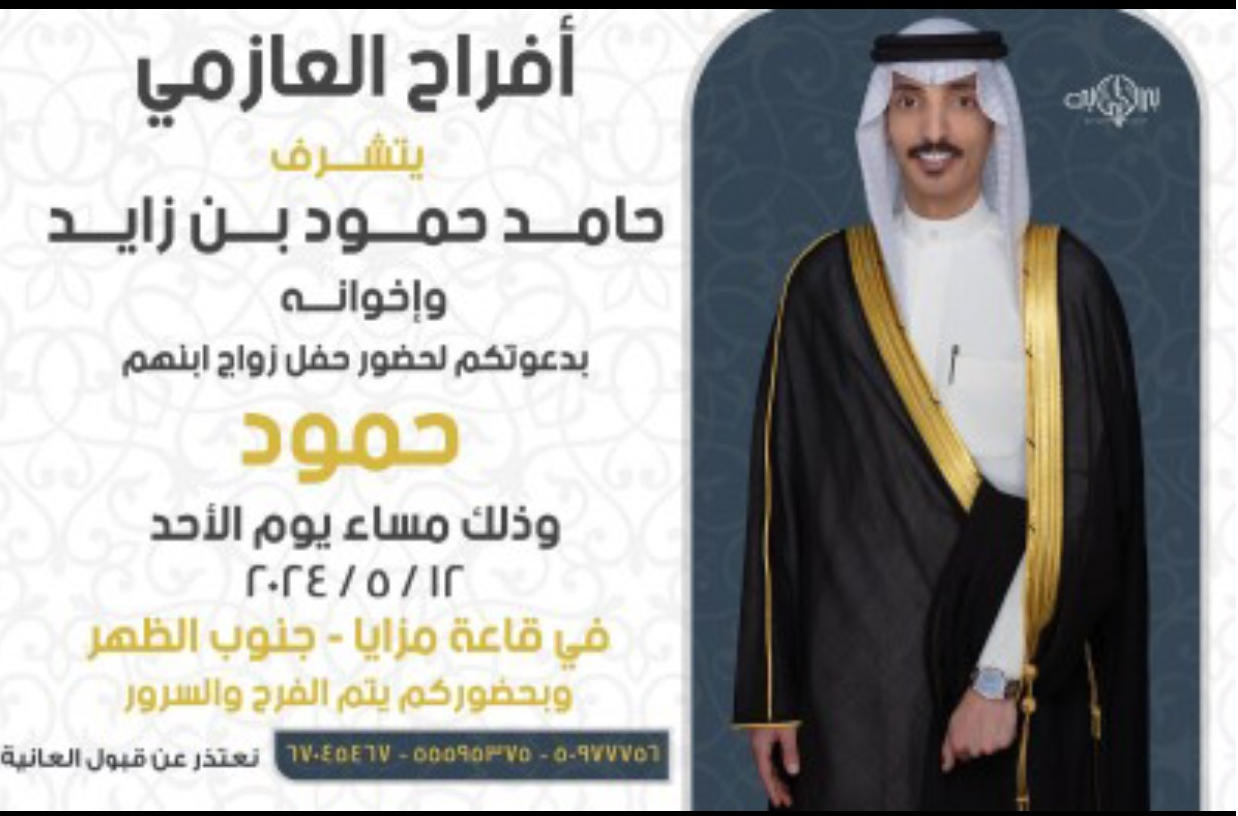 أفراح العازمي
يتشرف
حامد حمود بن زايد
وإخوانه
بدعوتكم لحضور حفل زواج ابنهم
حمود
وذلك مساء يوم الأحد
١٢ / ٥ / ٢٠٢٤
في قاعة مزايا - جنوب الظهر
وبحضوركم يتم الفرح والسرور
٥٠٩٧٧٧٥٦ - ٥٥٥٩٥٣٧٥ - ٦٧٠٤٥٤٦٧
نعتذر عن قبول العانية